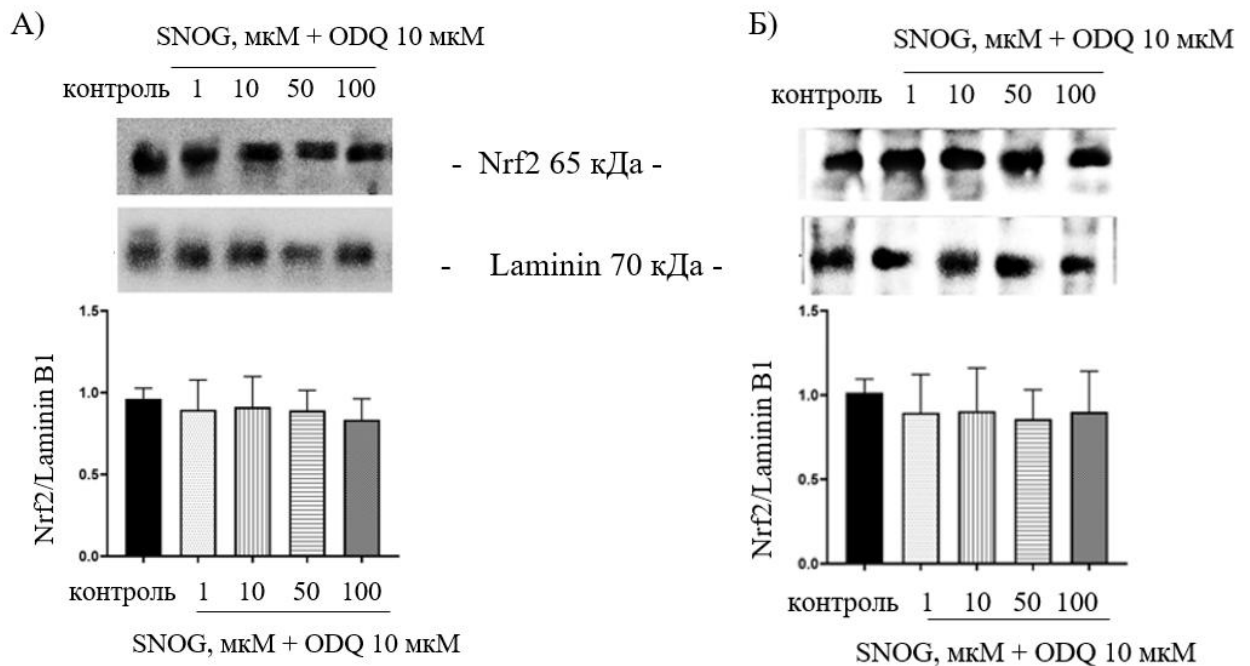 А)
SNOG, мкМ + ODQ 10 мкМ
контроль 1 10 50 100
- Nrf2 65 кДа -
- Laminin 70 кДа -
Nrf2/Laminin B1
1.5
1.0
0.5
0.0
контроль 1 10 50 100
SNOG, мкМ + ODQ 10 мкМ
Б)
SNOG, мкМ + ODQ 10 мкМ
контроль 1 10 50 100
Nrf2/Laminin B1
1.5
1.0
0.5
0.0
контроль 1 10 50 100
SNOG, мкМ + ODQ 10 мкМ